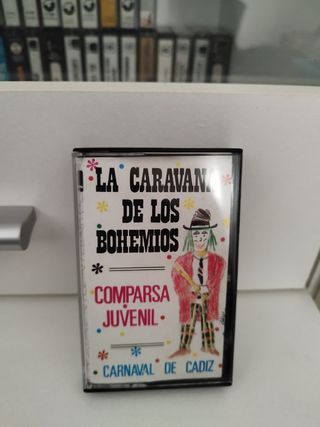 LA CARAVANA
DE LOS
BOHEMIOS
COMPARSA
JUVENIL
CARNAVAL DE CADIZ